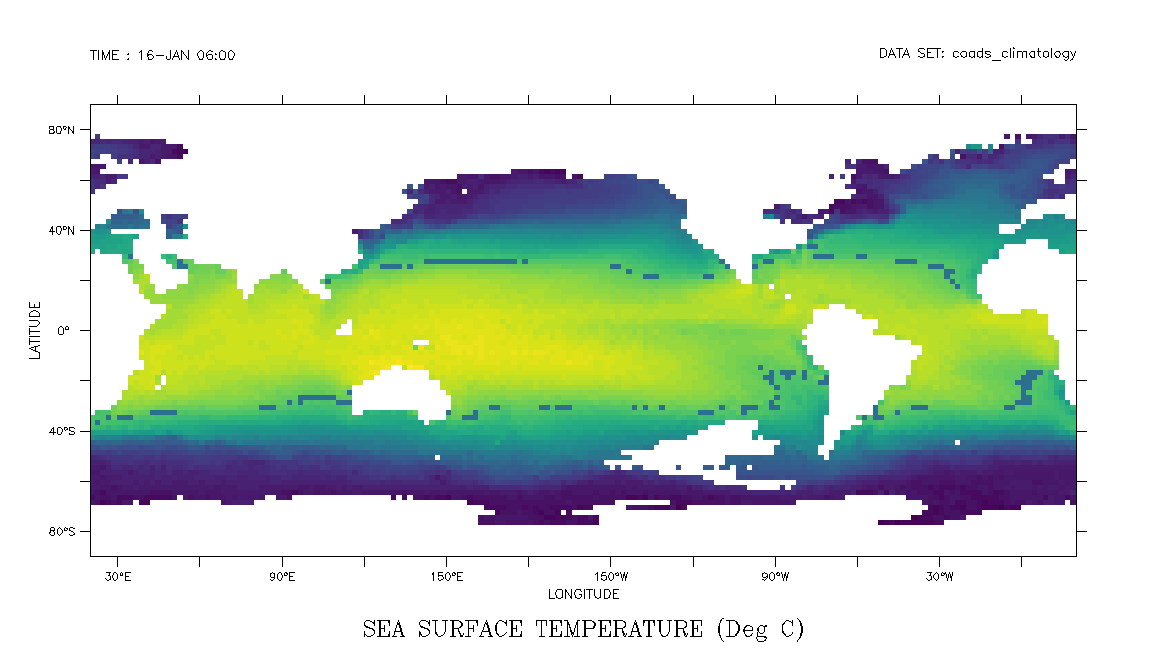 TIME : 16-JAN 06:00
DATA SET: coads_climatology
80°N
40°N
0°
40°S
80°S
LATITUDE
30°E 90°E 150°E 150°W 90°W 30°W
LONGITUDE
SEA SURFACE TEMPERATURE (Deg C)